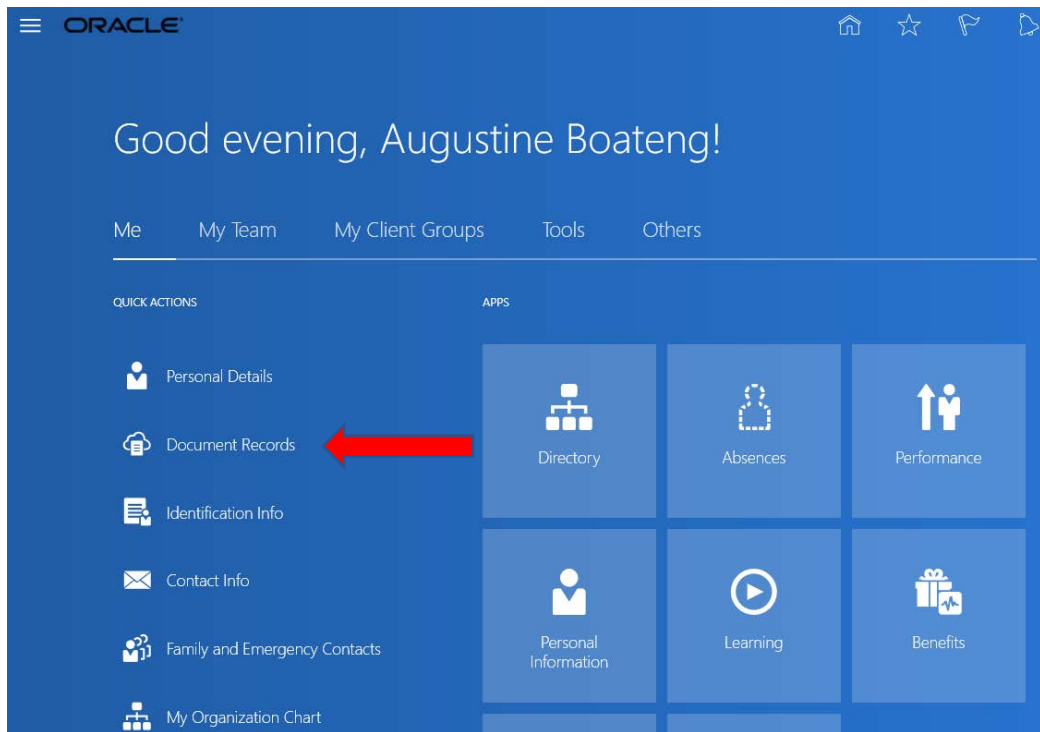 ORACLE
Good evening, Augustine Boateng!
Me My Team My Client Groups Tools Others
QUICK ACTIONS
Personal Details
Document Records
Identification Info
Contact Info
Family and Emergency Contacts
My Organization Chart
APPS
Directory
Absences
Performance
Personal
Information
Learning
Benefits